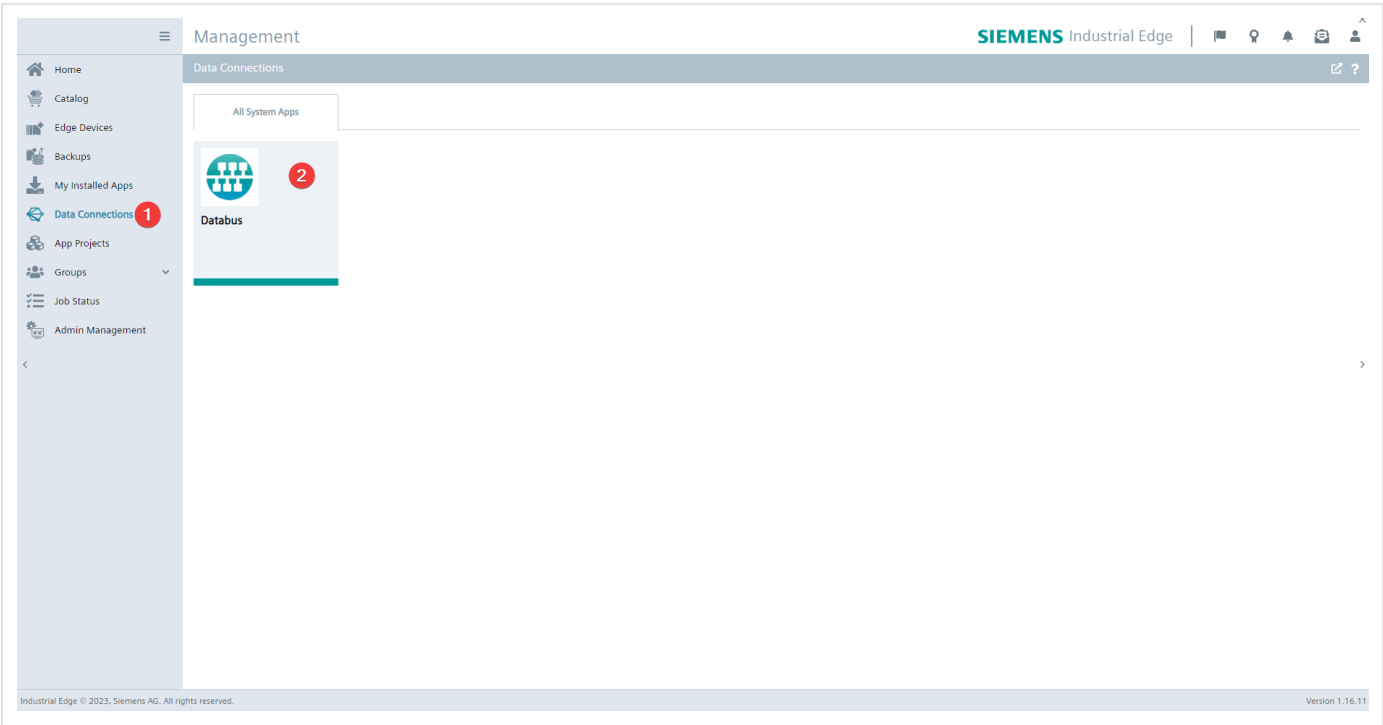 Management
SIEMENS Industrial Edge
Home
Data Connections
?
Catalog
All System Apps
Edge Devices
Backups
My Installed Apps
2
Data Connections 1
Databus
App Projects
Groups
Job Status
Admin Management
Industrial Edge © 2023, Siemens AG. All rights reserved.
Version 1.16.11